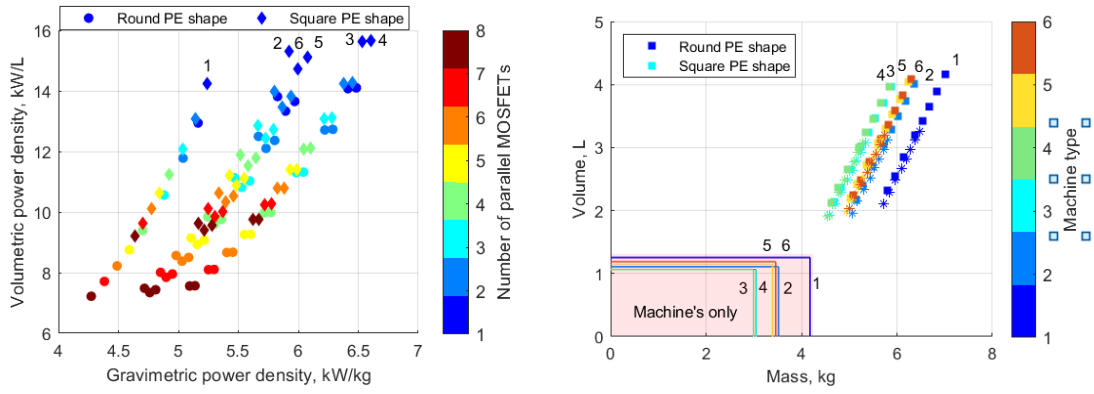 Round PE shape Square PE shape
Volumetric power density, kW/L
16
14
12
10
8
6
4 4.5 5 5.5 6 6.5 7
Gravimetric power density, kW/kg
1
2 6 5
3 4
8
7
6
5
4
3
2
1
Number of parallel MOSFETs
Round PE shape
Square PE shape
Volume, L
5
4
3
2
1
0
0 2 4 6 8
Mass, kg
4 3 5 6 2 1
5 6
3 4 2 1
Machine's only
6
5
4
3
2
1
Machine type